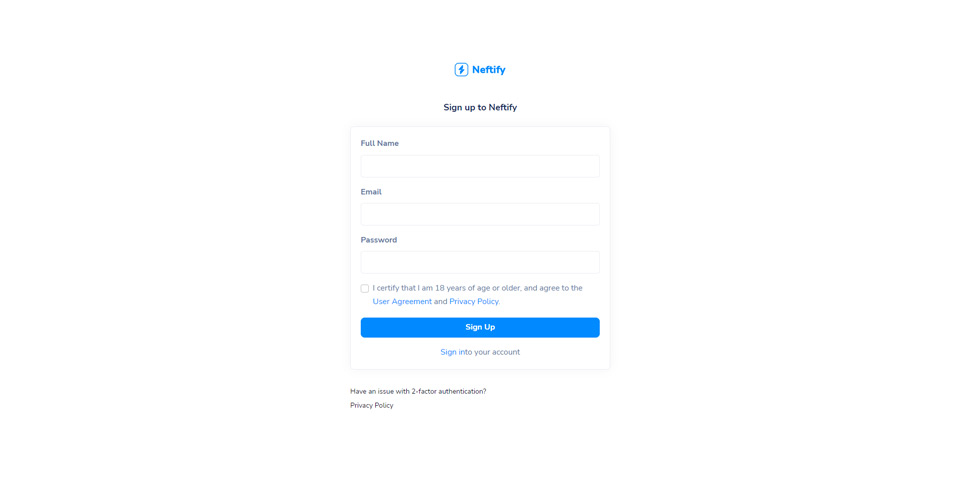 Neftify
Sign up to Neftify
Full Name
Email
Password
I certify that I am 18 years of age or older, and agree to the
User Agreement and Privacy Policy.
Sign Up
Sign into your account
Have an issue with 2-factor authentication?
Privacy Policy